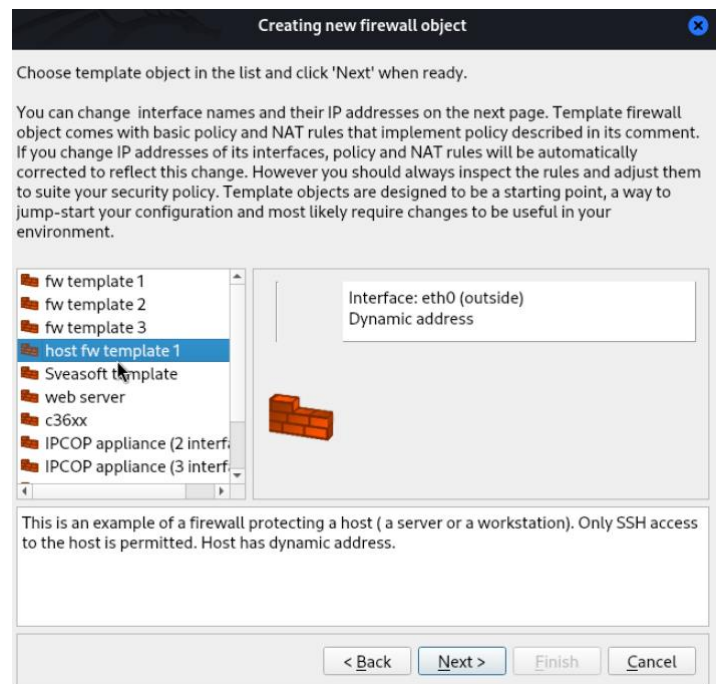 Creating new firewall object
Choose template object in the list and click 'Next' when ready.
You can change interface names and their IP addresses on the next page. Template firewall
object comes with basic policy and NAT rules that implement policy described in its comment.
If you change IP addresses of its interfaces, policy and NAT rules will be automatically
corrected to reflect this change. However you should always inspect the rules and adjust them
to suite your security policy. Template objects are designed to be a starting point, a way to
jump-start your configuration and most likely require changes to be useful in your
environment.
fw template 1
fw template 2
fw template 3
host fw template 1
Sveasoft template
web server
c36xx
IPCOP appliance (2 interfa
IPCOP appliance (3 interfa
Interface: eth0 (outside)
Dynamic address
This is an example of a firewall protecting a host ( a server or a workstation). Only SSH access
to the host is permitted. Host has dynamic address.
< Back
Next >
Finish
Cancel